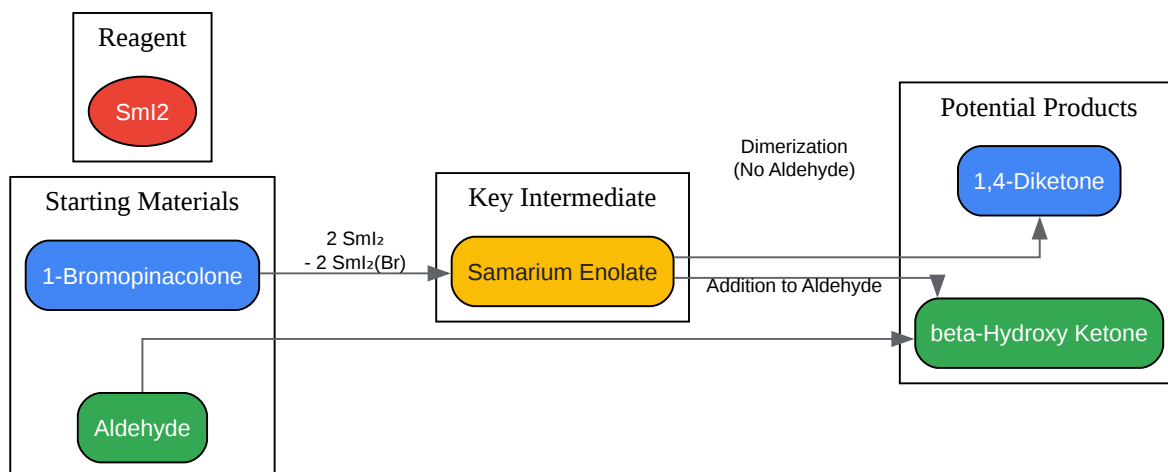 Reagent
SmI2
Starting Materials
1-Bromopinacolone
Aldehyde
2 SmI₂
- 2 SmI₂(Br)
Key Intermediate
Samarium Enolate
Dimerization
(No Aldehyde)
Addition to Aldehyde
Potential Products
1,4-Diketone
beta-Hydroxy Ketone